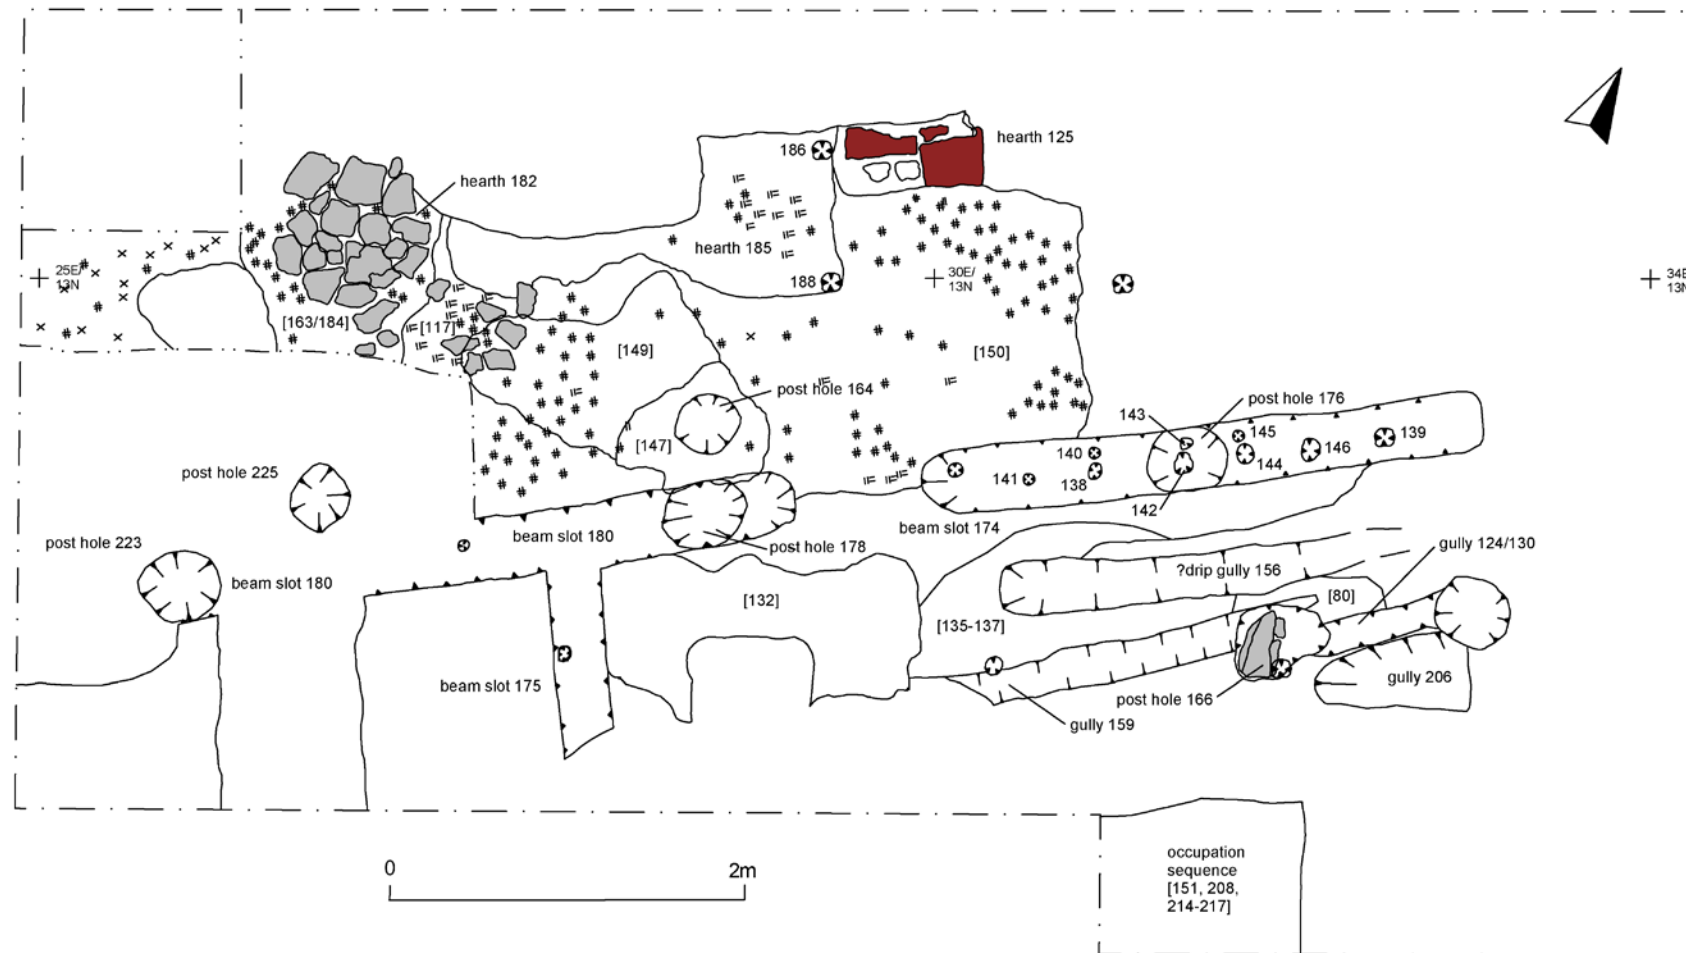 hearth 125
186
hearth 182
hearth 185
25E/
13N
188
30E/
13N
34E
13N
[163/184]
[117]
[149]
[150]
post hole 164
post hole 176
143
145
139
[147]
140
146
144
post hole 225
141
138
142
beam slot 174
beam slot 180
post hole 178
post hole 223
gully 124/130
?drip gully 156
beam slot 180
[132]
[80]
[135-137]
beam slot 175
gully 206
post hole 166
gully 159
0
2m
occupation
sequence
[151, 208,
214-217]